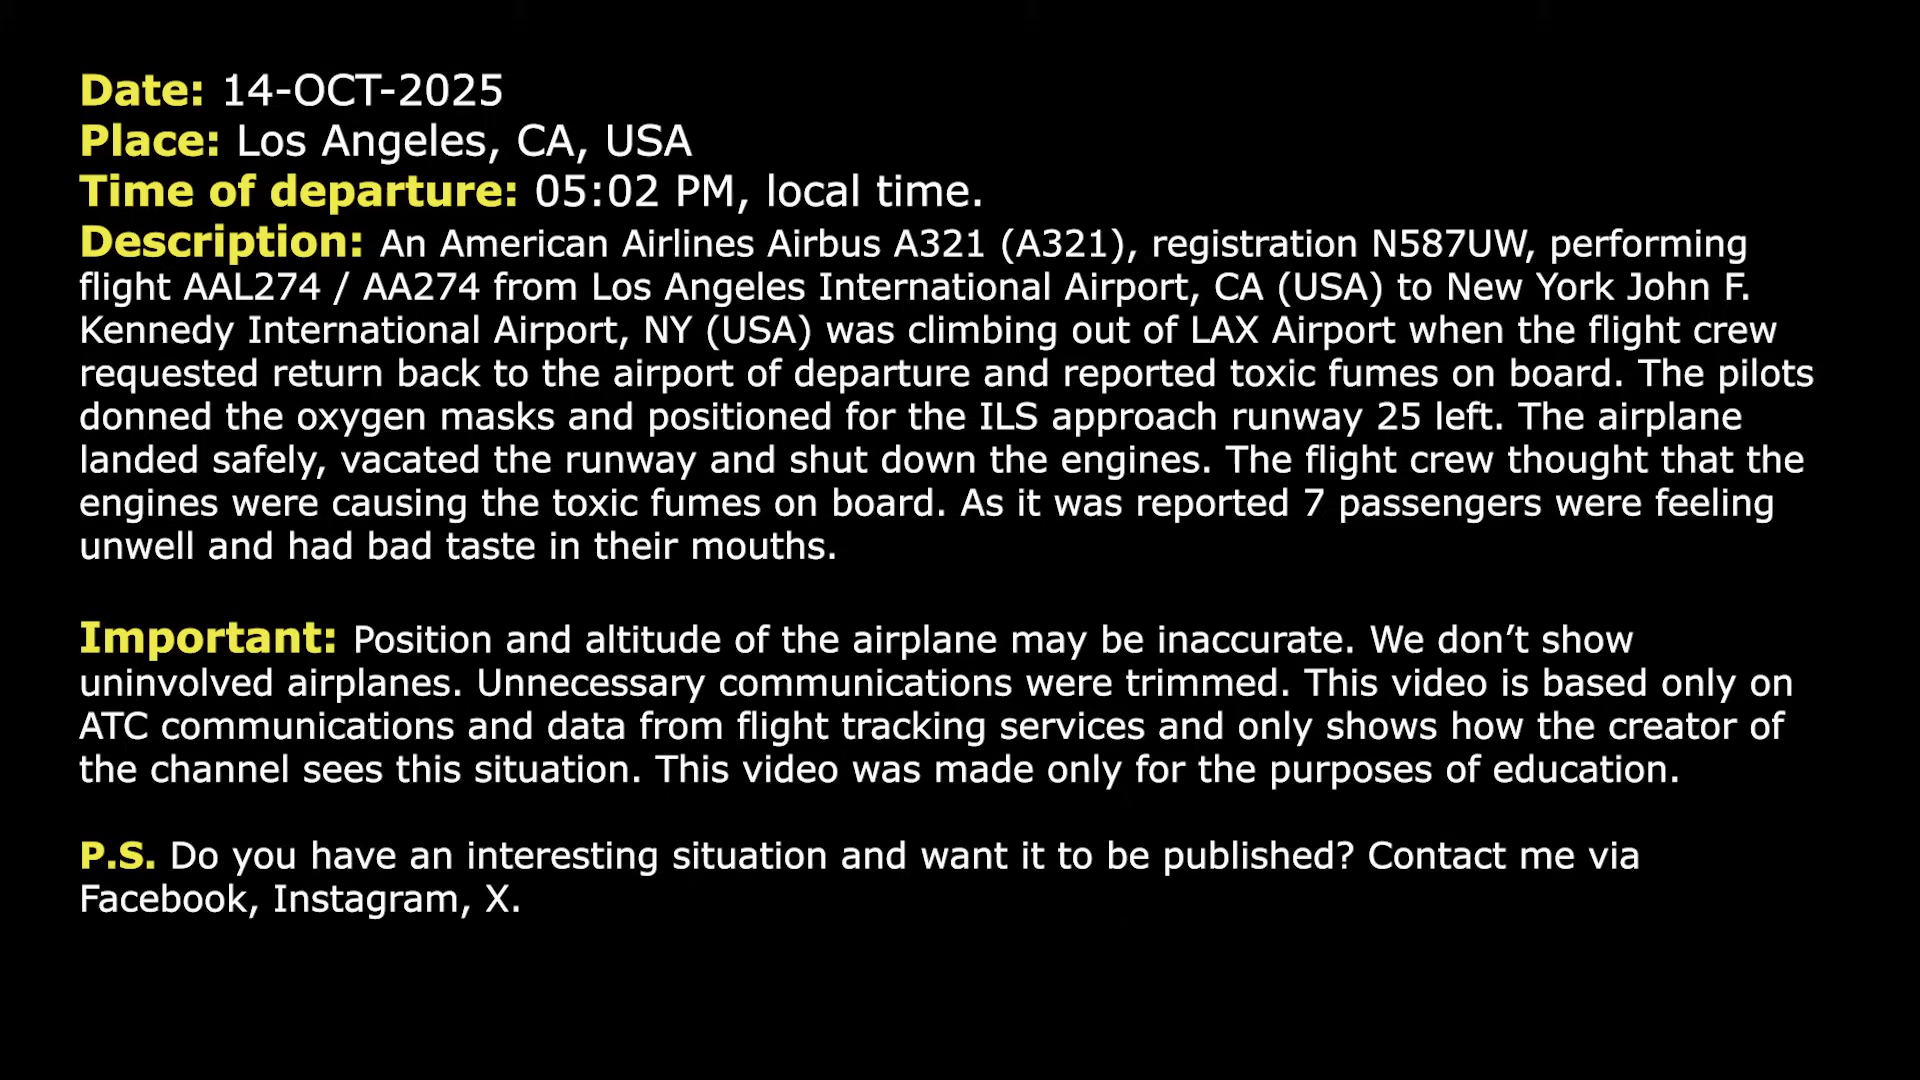 Date: 14-OCT-2025
Place: Los Angeles, CA, USA
Time of departure: 05:02 PM, local time.
Description: An American Airlines Airbus A321 (A321), registration N587UW, performing
flight AAL274 / AA274 from Los Angeles International Airport, CA (USA) to New York John F.
Kennedy International Airport, NY (USA) was climbing out of LAX Airport when the flight crew
requested return back to the airport of departure and reported toxic fumes on board. The pilots
donned the oxygen masks and positioned for the ILS approach runway 25 left. The airplane
landed safely, vacated the runway and shut down the engines. The flight crew thought that the
engines were causing the toxic fumes on board. As it was reported 7 passengers were feeling
unwell and had bad taste in their mouths.
Important: Position and altitude of the airplane may be inaccurate. We don’t show
uninvolved airplanes. Unnecessary communications were trimmed. This video is based only on
ATC communications and data from flight tracking services and only shows how the creator of
the channel sees this situation. This video was made only for the purposes of education.
P.S. Do you have an interesting situation and want it to be published? Contact me via
Facebook, Instagram, X.